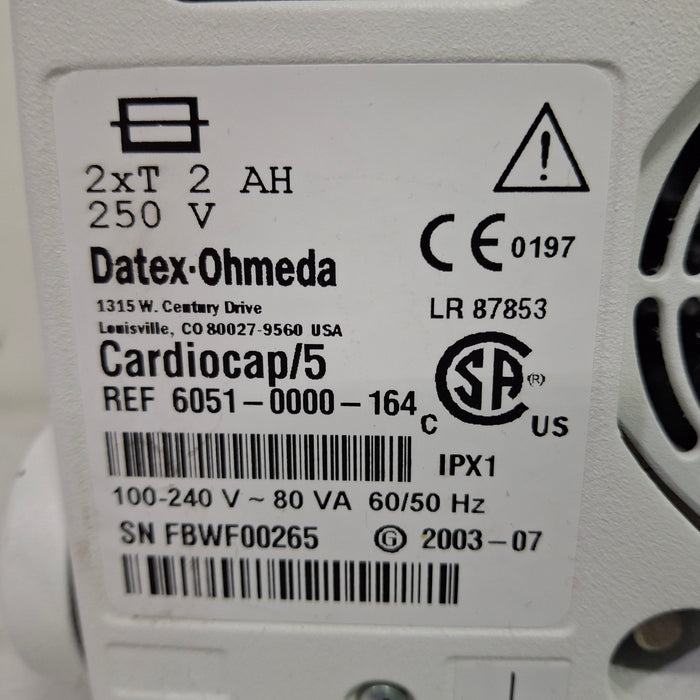 2xT 2 AH
250 V
Datex-Ohmeda
1315 W. Century Drive
Louisville, CO 80027-9560 USA
Cardiocap/5
REF 6051-0000-164
100-240 V ~ 80 VA 60/50 Hz
SN FBWF00265
CE 0197
LR 87853
SA (R)
C US
IPX1
G 2003-07